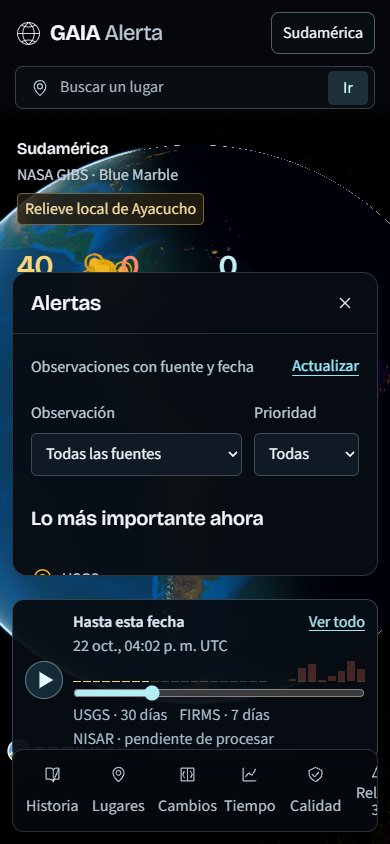 GAIA Alerta
Sudamérica
Buscar un lugar
Ir
Sudamérica
NASA GIBS · Blue Marble
Relieve local de Ayacucho
40
0
0
Alertas
Observaciones con fuente y fecha
Actualizar
Observación
Prioridad
Todas las fuentes
Todas
Lo más importante ahora
USGS
Hasta esta fecha
Ver todo
22 oct., 04:02 p. m. UTC
USGS · 30 días FIRMS · 7 días
NISAR · pendiente de procesar
Historia
Lugares
Cambios
Tiempo
Calidad